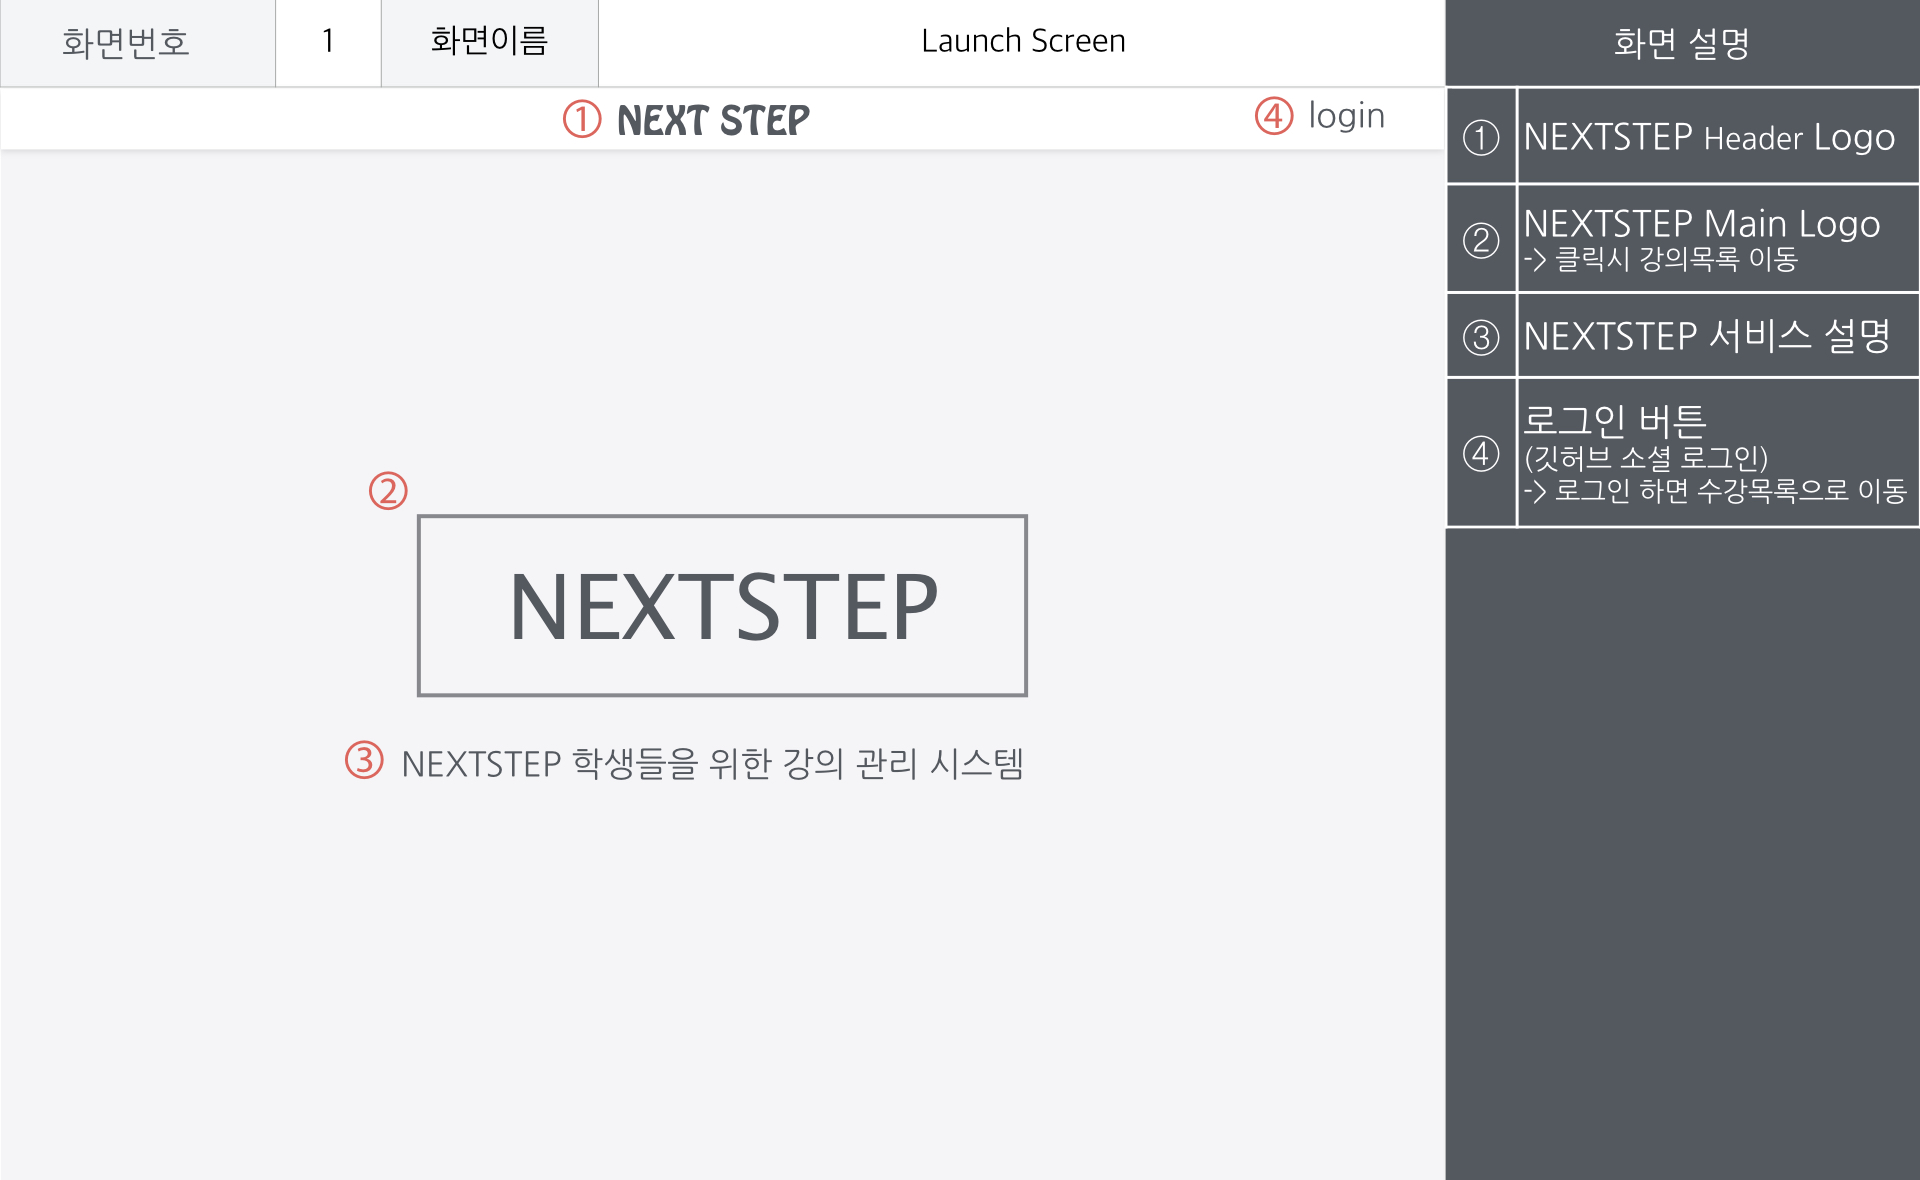 화면번호 1 화면이름 Launch Screen
① NEXT STEP ④ login
②
NEXTSTEP
③ NEXTSTEP 학생들을 위한 강의 관리 시스템
화면 설명
① NEXTSTEP Header Logo
② NEXTSTEP Main Logo
-> 클릭시 강의목록 이동
③ NEXTSTEP 서비스 설명
④ 로그인 버튼
(깃허브 소셜 로그인)
-> 로그인 하면 수강목록으로 이동